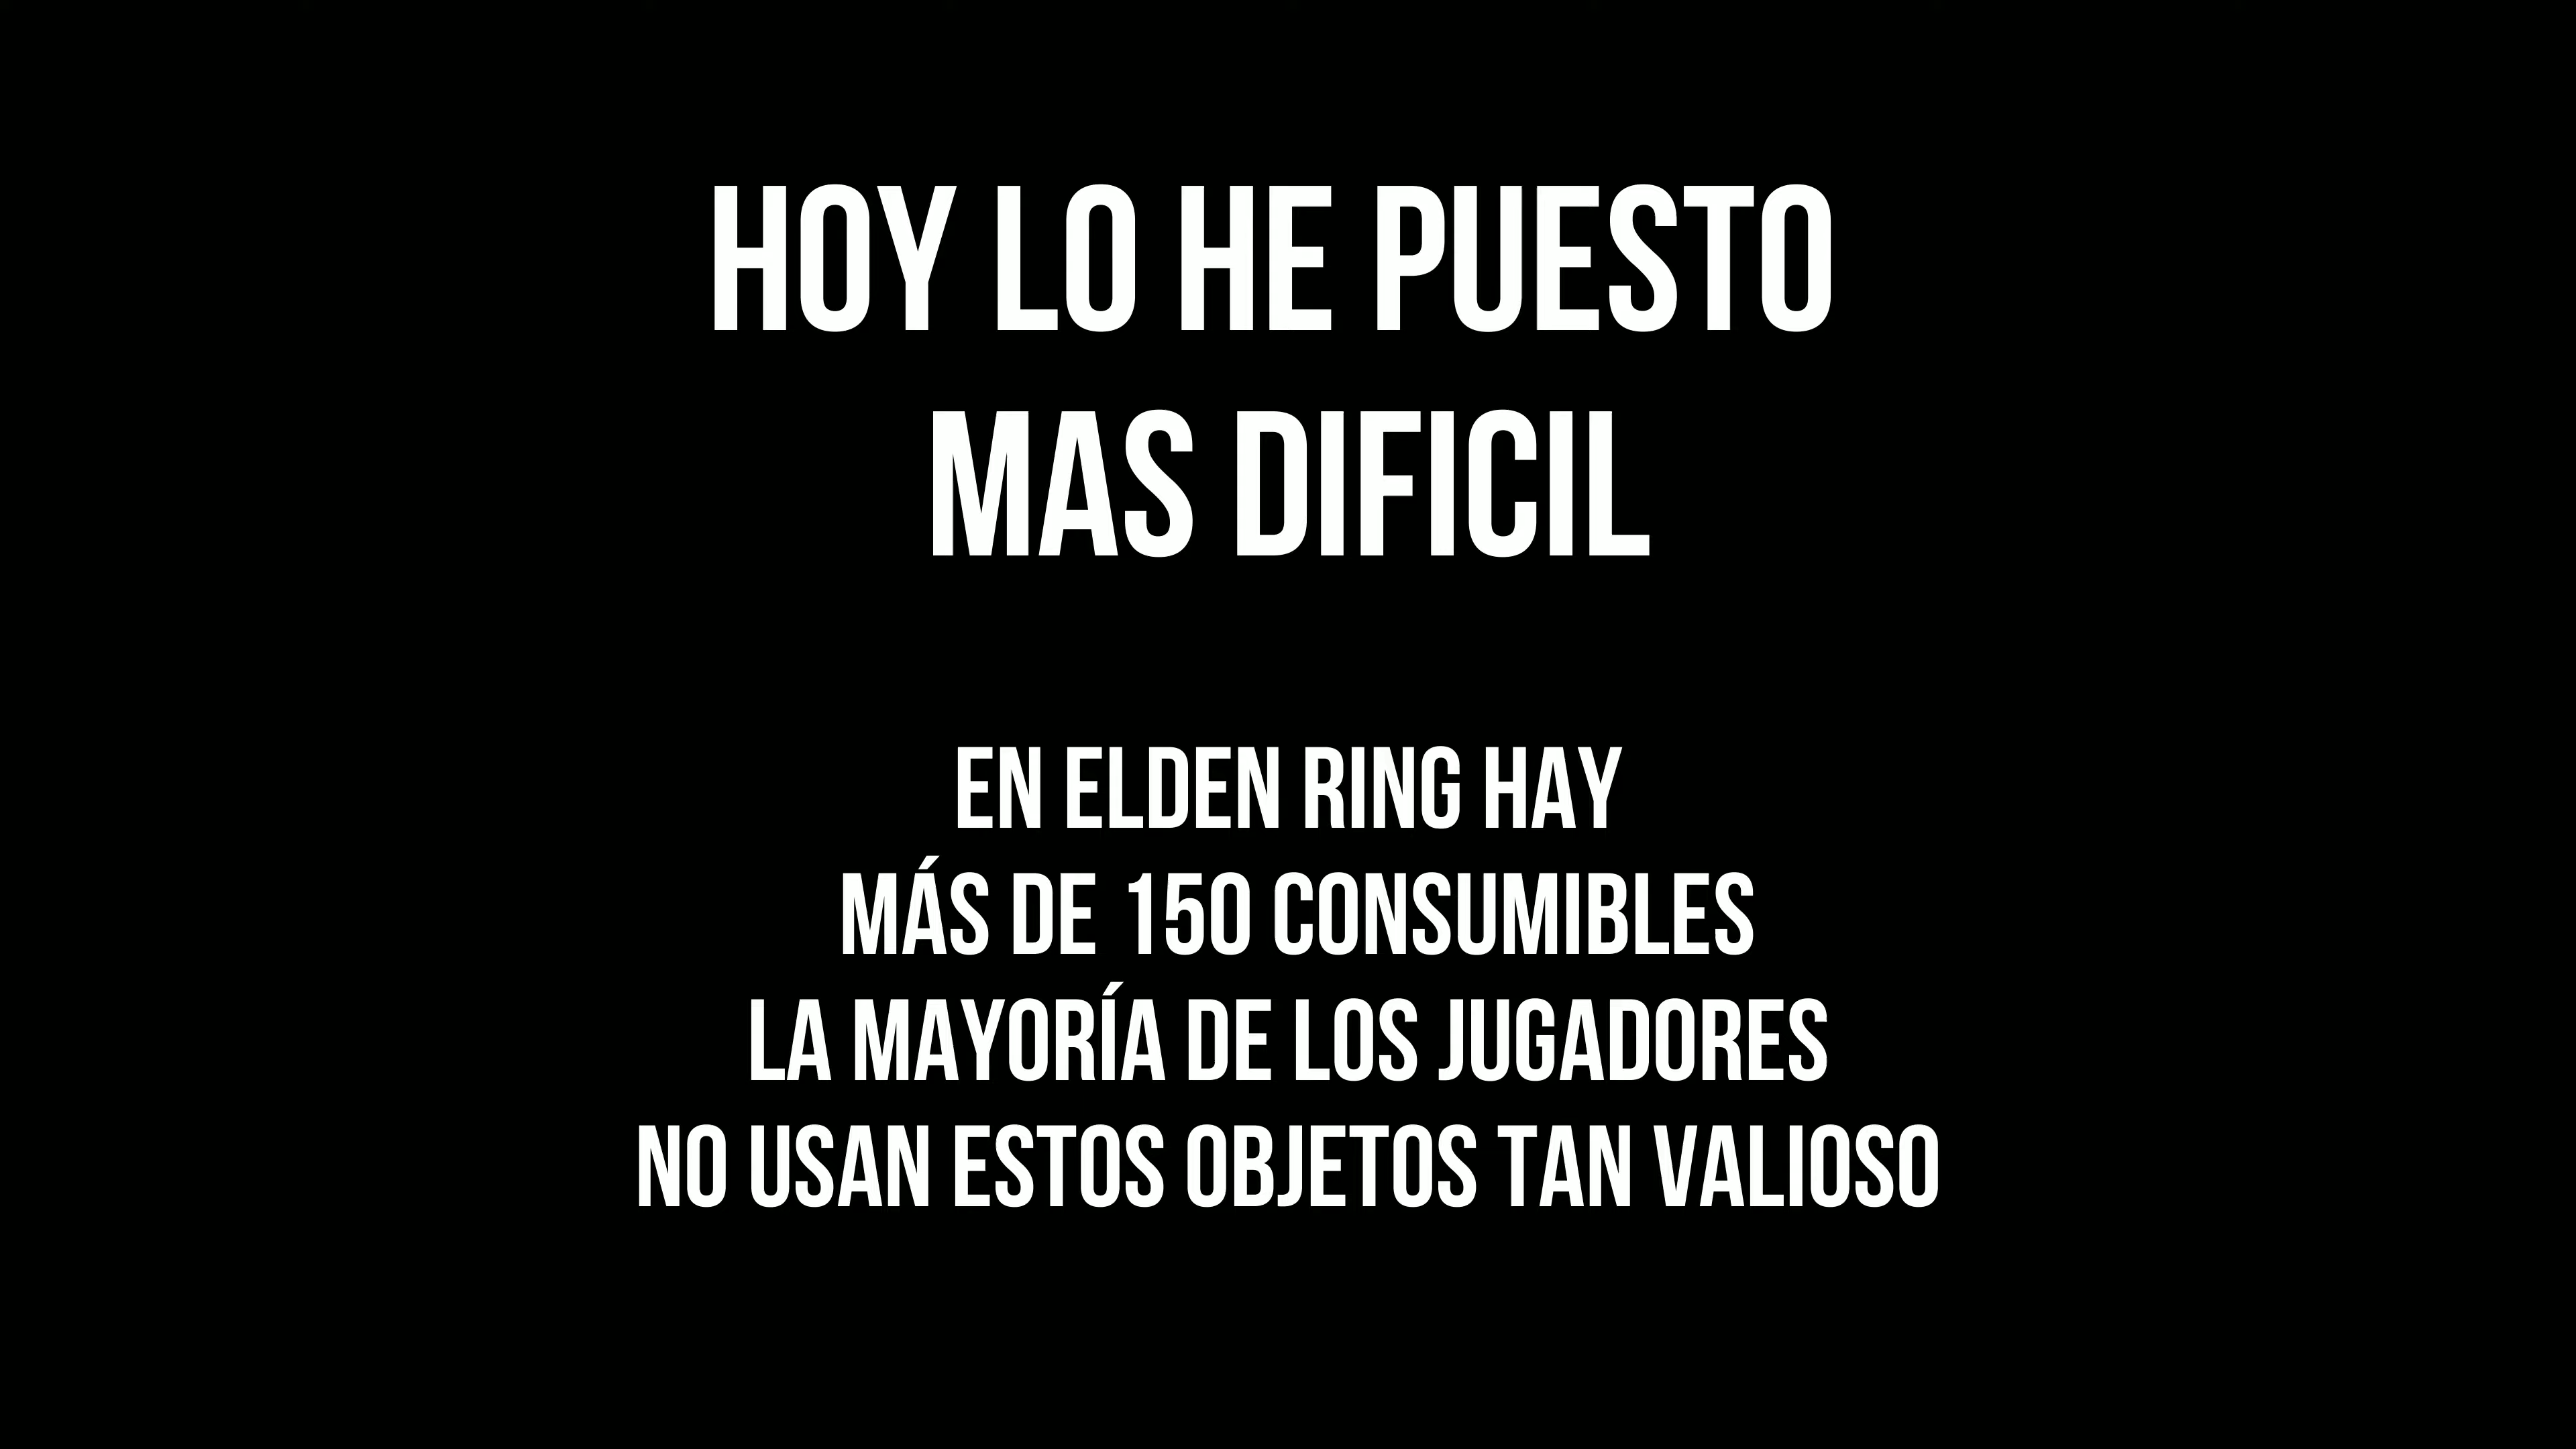 HOY LO HE PUESTO
MAS DIFICIL
EN ELDEN RING HAY
MÁS DE 150 CONSUMIBLES
LA MAYORÍA DE LOS JUGADORES
NO USAN ESTOS OBJETOS TAN VALIOSO